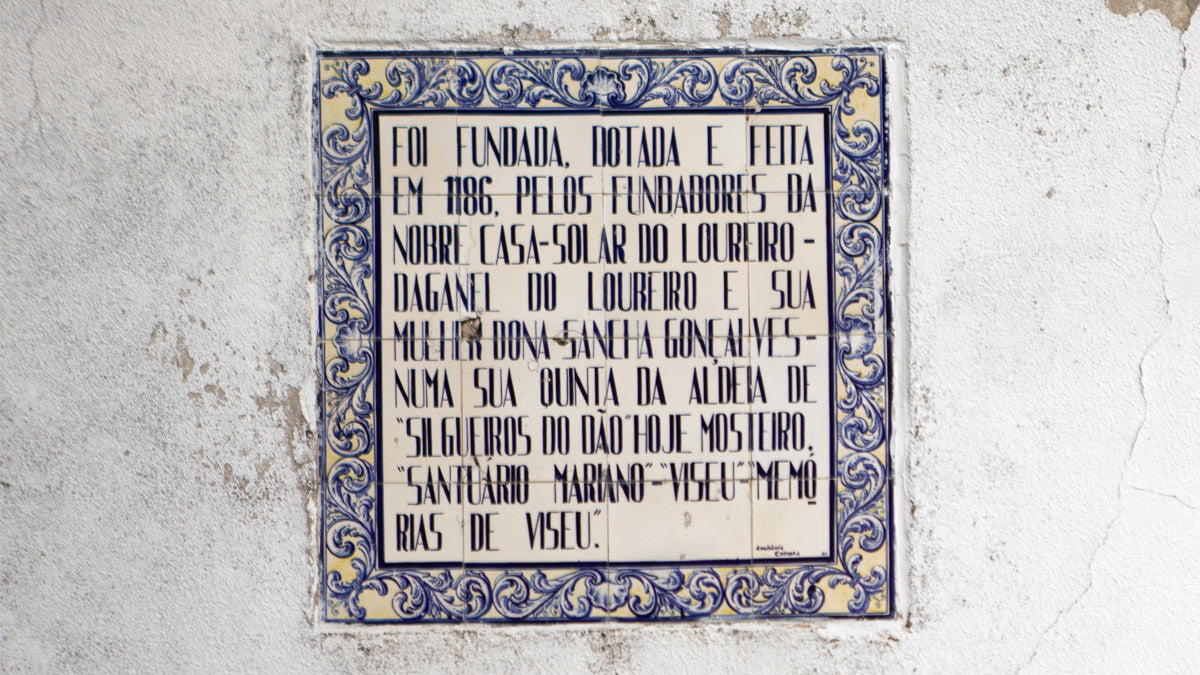 FOI FUNDADA, DOTADA E FEITA
EM 1186, PELOS FUNDADORES DA
NOBRE CASA-SOLAR DO LOUREIRO -
DAGANEL DO LOUREIRO E SUA
MULHER DONA SANCHA GONÇALVES-
NUMA SUA QUINTA DA ALDEIA DE
"SILGUEIROS DO DÃO" HOJE MOSTEIRO.
"SANTUÁRIO MARIANO"-"VISEU"-"MEMÓ
RIAS DE VISEU".
COIMBRA